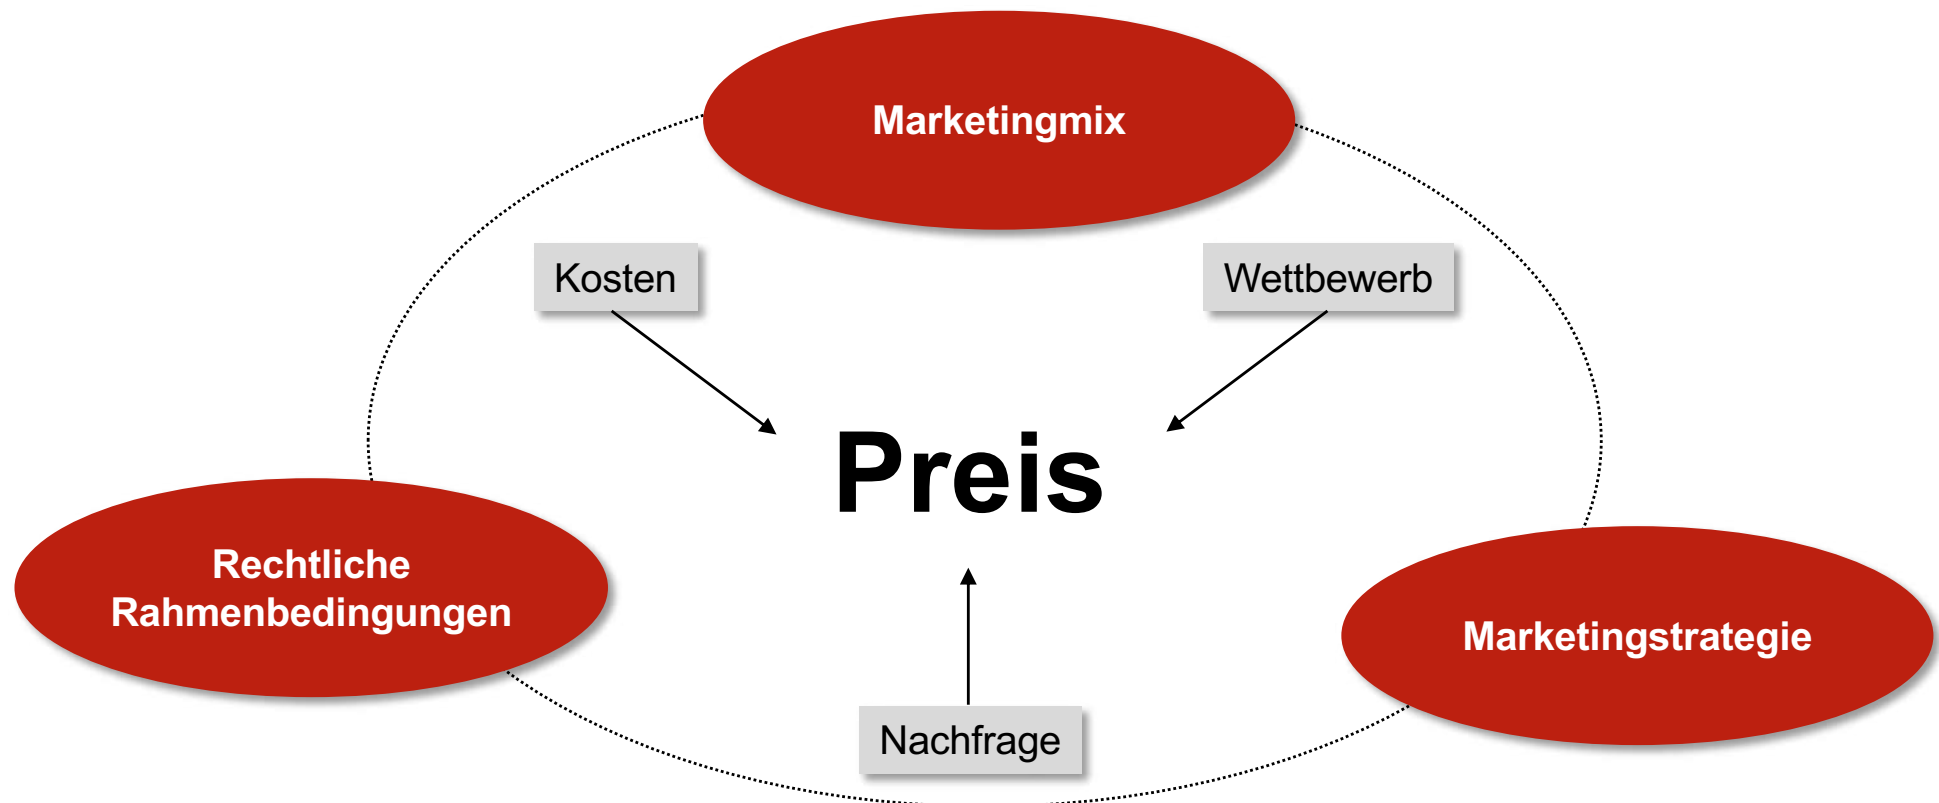 Marketingmix
Kosten
Wettbewerb
Preis
Rechtliche
Rahmenbedingungen
Marketingstrategie
Nachfrage